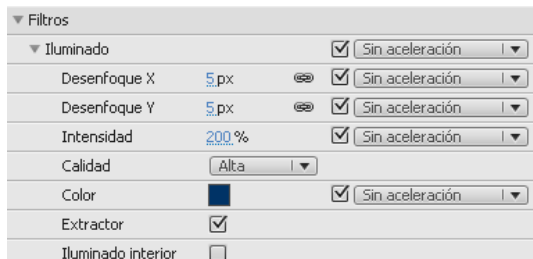 Filtros
Iluminado Sin aceleración
Desenfoque X 5 px Sin aceleración
Desenfoque Y 5 px Sin aceleración
Intensidad 200 % Sin aceleración
Calidad Alta
Color Sin aceleración
Extractor
Iluminado interior